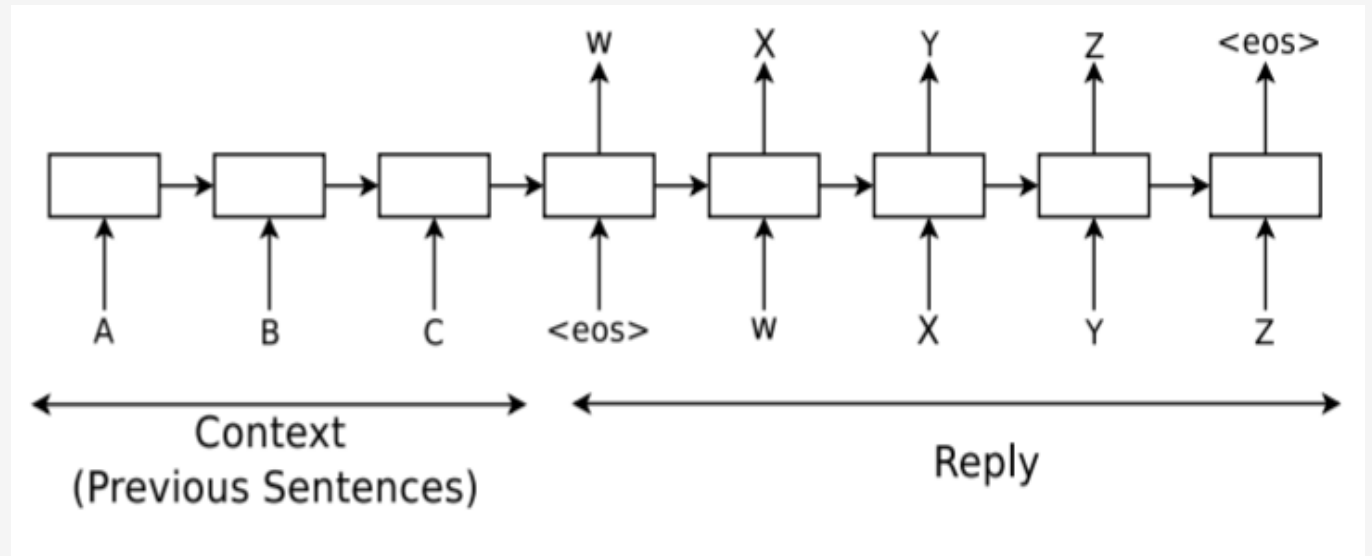 W X Y Z <eos>
A B C <eos> W X Y Z
Context
(Previous Sentences)
Reply